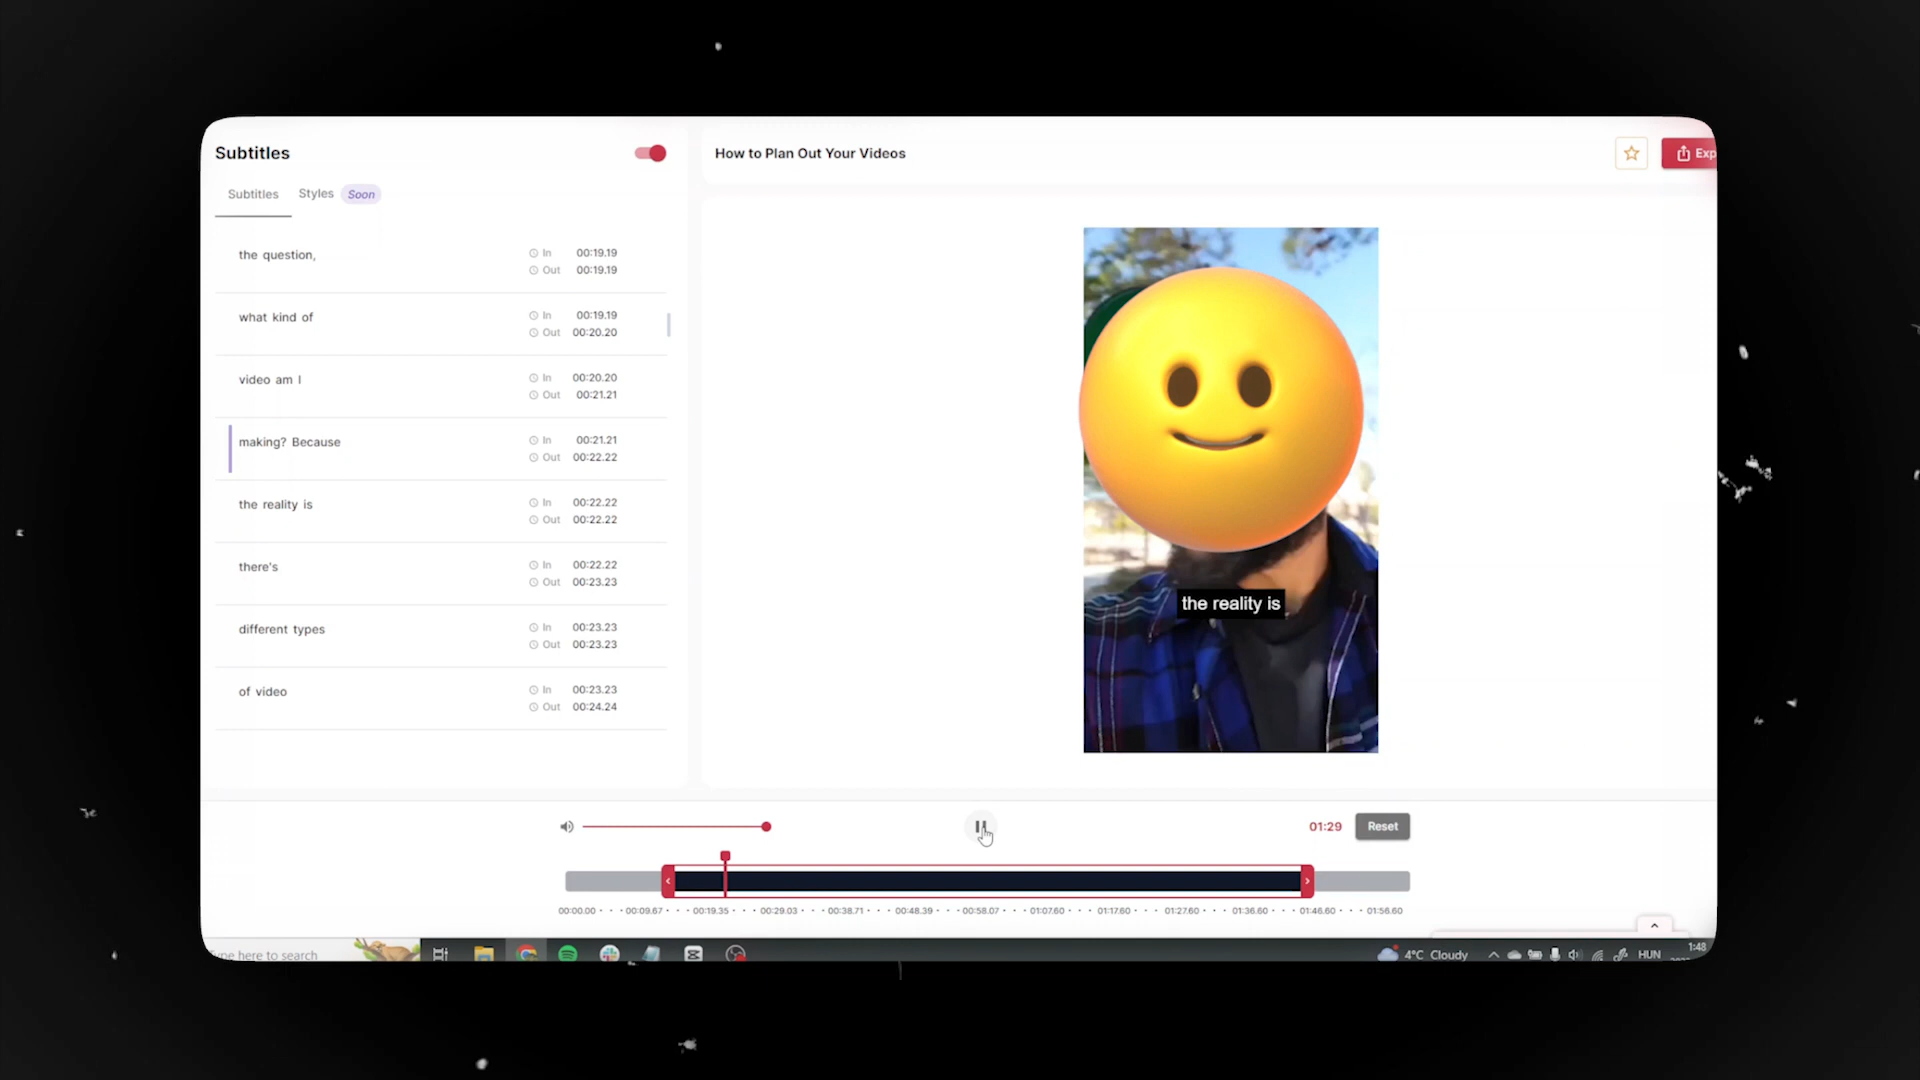 Subtitles
How to Plan Out Your Videos
Exp
Subtitles Styles Soon
the question,
In 00:19.19
Out 00:19.19
what kind of
In 00:19.19
Out 00:20.20
video am I
In 00:20.20
Out 00:21.21
making? Because
In 00:21.21
Out 00:22.22
the reality is
In 00:22.22
Out 00:22.22
there's
In 00:22.22
Out 00:23.23
different types
In 00:23.23
Out 00:23.23
of video
In 00:23.23
Out 00:24.24
the reality is
01:29 Reset
00:00.00 00:09.67 00:19.35 00:29.03 00:38.71 00:48.39 00:58.07 01:07.60 01:17.60 01:27.60 01:36.60 01:46.60 01:56.60
ype here to search
4°C Cloudy HUN 1:48